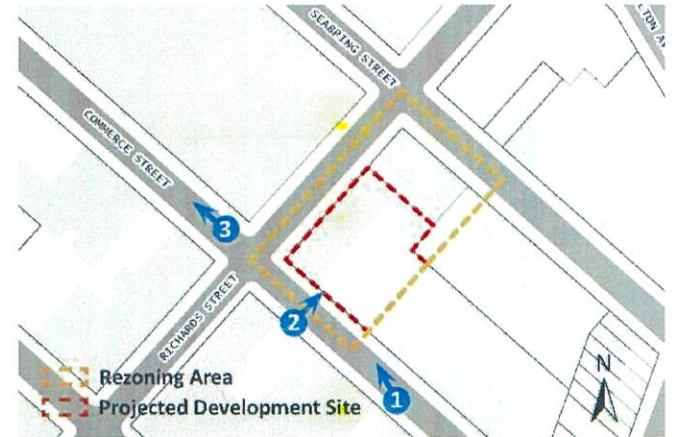 SEABRING STREET
COMMERCE STREET
3
RICHARDS STREET
2
1
N
Rezoning Area
Projected Development Site